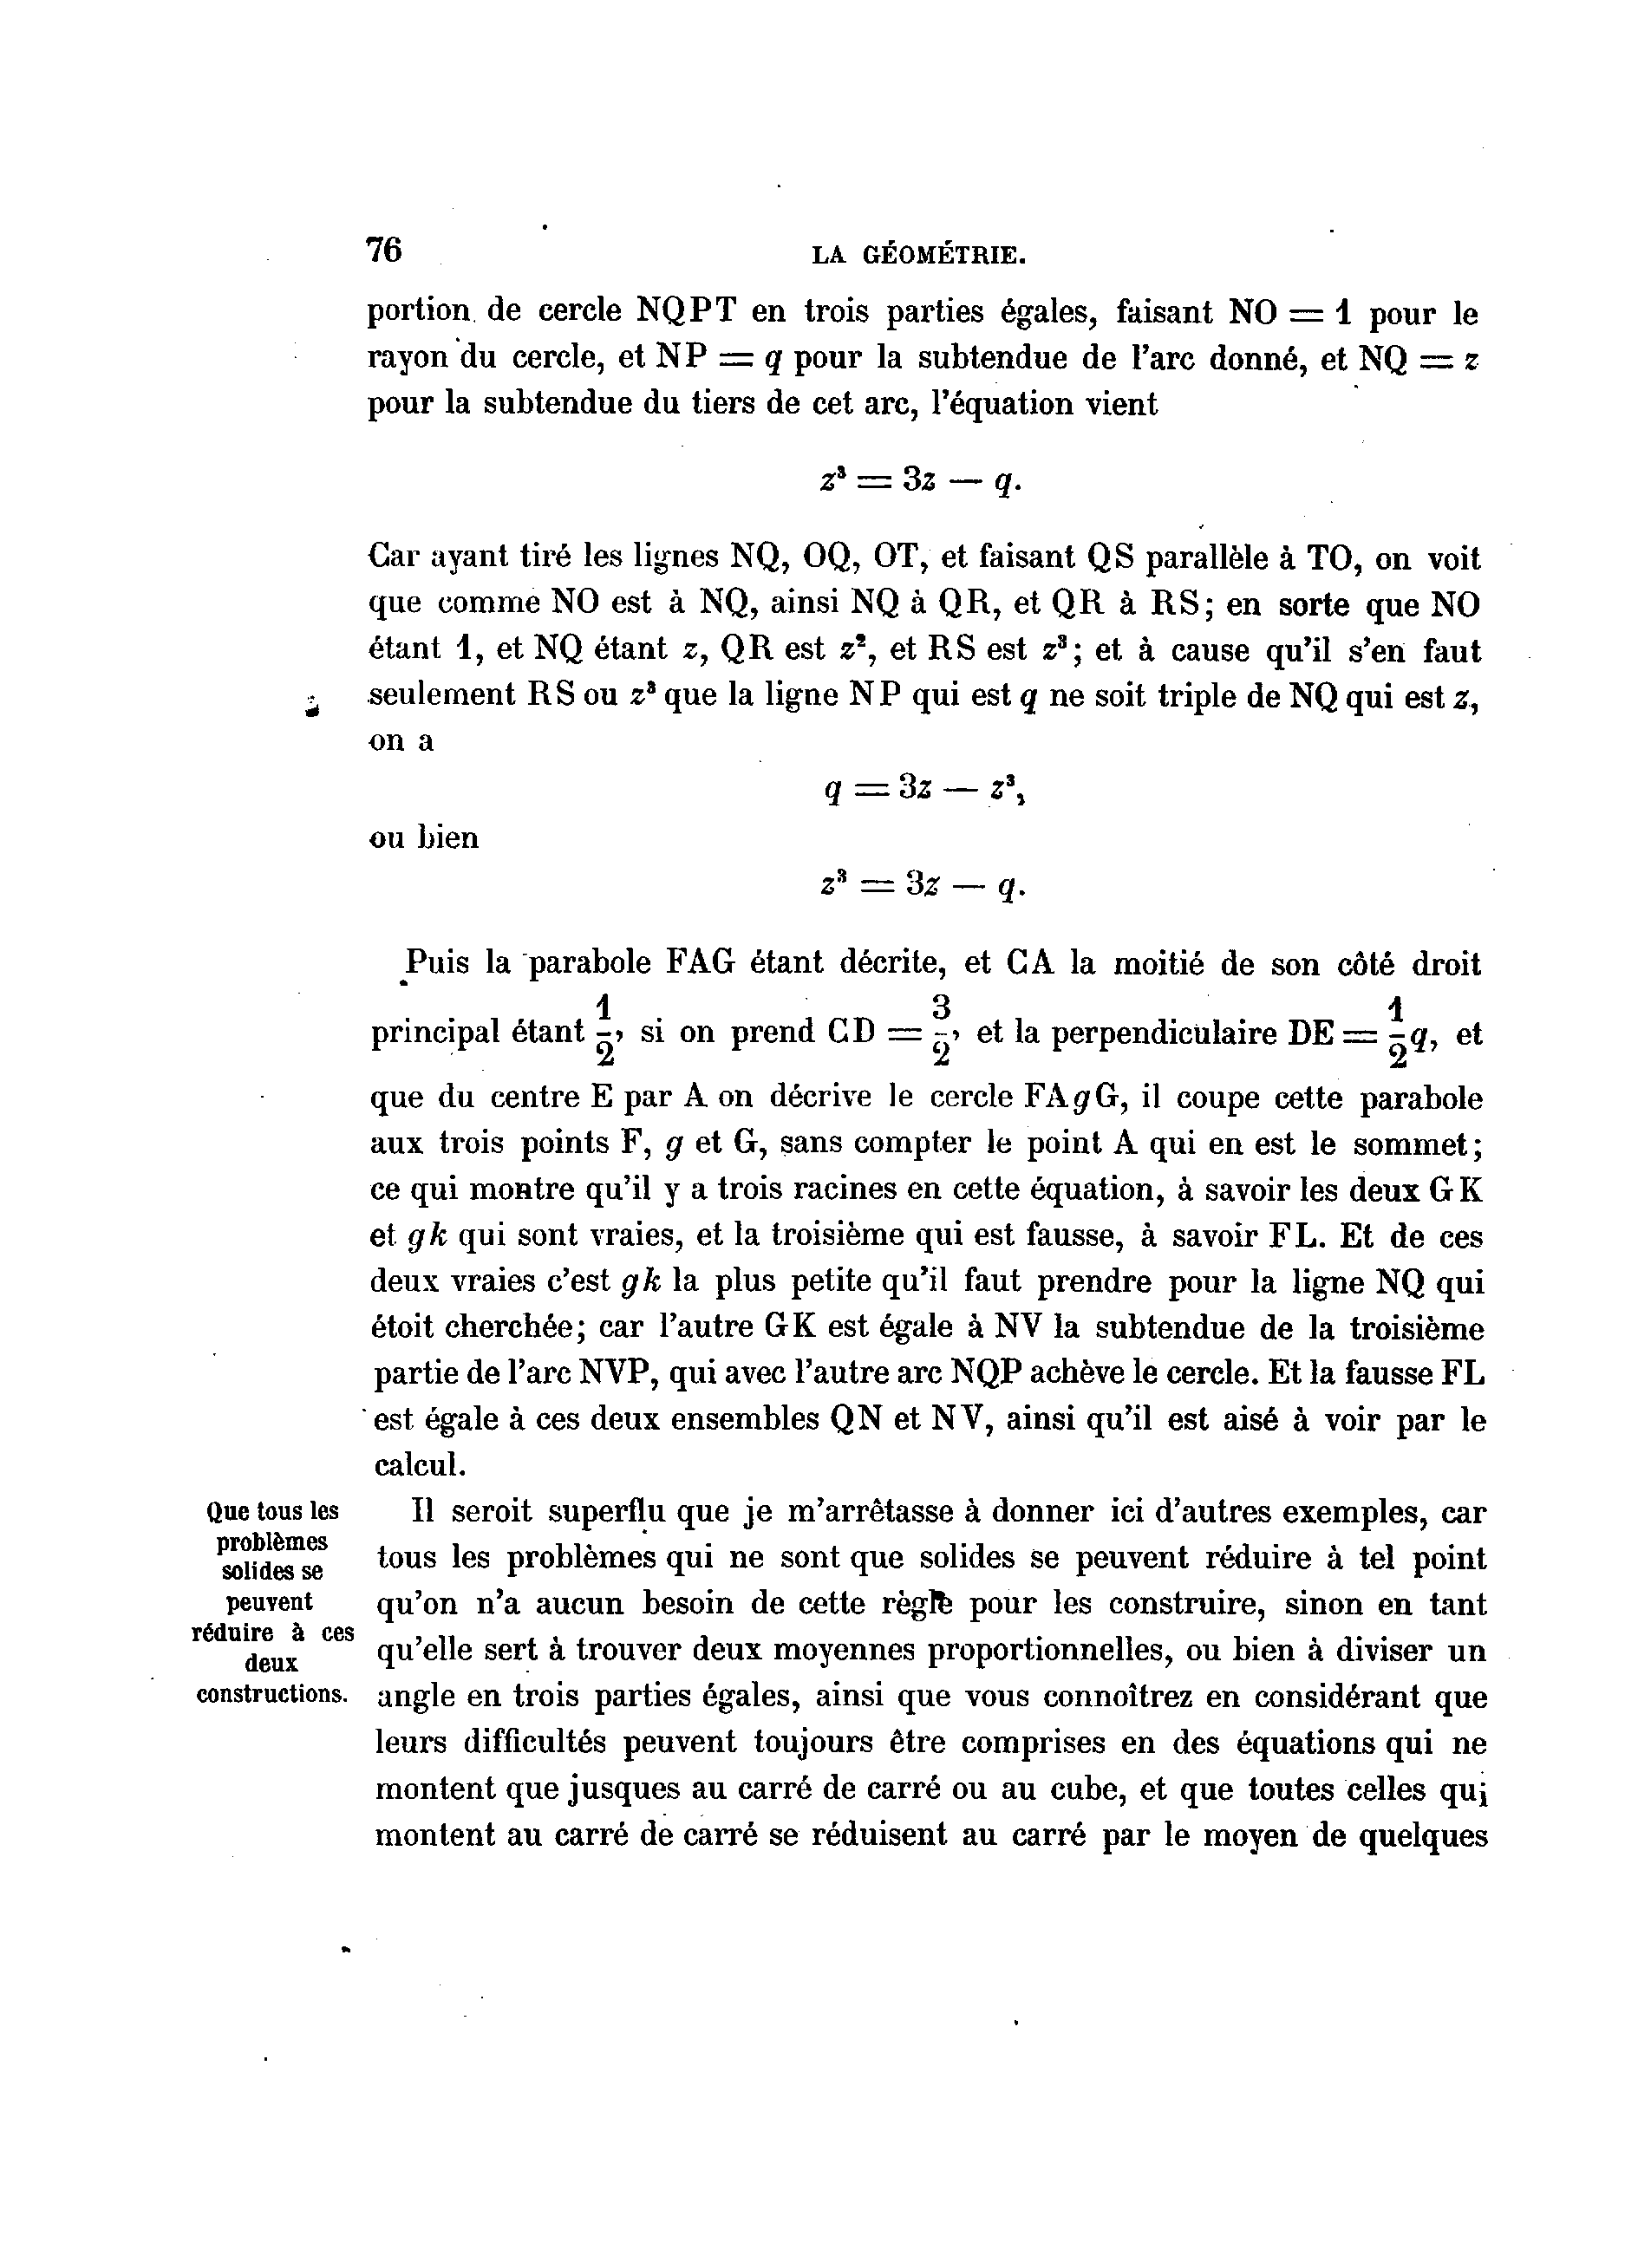 76
LA GÉOMÉTRIE.
portion de cercle NQPT en trois parties égales, faisant NO = 1 pour le
rayon du cercle, et NP = q pour la subtendue de l'arc donné, et NQ = z
pour la subtendue du tiers de cet arc, l'équation vient
z³ = 3z — q.
Car ayant tiré les lignes NQ, OQ, OT, et faisant QS parallèle à TO, on voit
que comme NO est à NQ, ainsi NQ à QR, et QR à RS; en sorte que NO
étant 1, et NQ étant z, QR est z², et RS est z³; et à cause qu'il s'en faut
seulement RS ou z³ que la ligne NP qui est q ne soit triple de NQ qui est z,
on a
q = 3z — z³,
ou bien
z³ = 3z — q.
Puis la parabole FAG étant décrite, et CA la moitié de son côté droit
principal étant 1/2, si on prend CD = 3/2, et la perpendiculaire DE = 1/2 q, et
que du centre E par A on décrive le cercle FAgG, il coupe cette parabole
aux trois points F, g et G, sans compter le point A qui en est le sommet;
ce qui montre qu'il y a trois racines en cette équation, à savoir les deux GK
et gk qui sont vraies, et la troisième qui est fausse, à savoir FL. Et de ces
deux vraies c'est gk la plus petite qu'il faut prendre pour la ligne NQ qui
étoit cherchée; car l'autre GK est égale à NV la subtendue de la troisième
partie de l'arc NVP, qui avec l'autre arc NQP achève le cercle. Et la fausse FL
est égale à ces deux ensembles QN et NV, ainsi qu'il est aisé à voir par le
calcul.
Que tous les
problèmes
solides se
peuvent
réduire à ces
deux
constructions.
Il seroit superflu que je m'arrêtasse à donner ici d'autres exemples, car
tous les problèmes qui ne sont que solides se peuvent réduire à tel point
qu'on n'a aucun besoin de cette règle pour les construire, sinon en tant
qu'elle sert à trouver deux moyennes proportionnelles, ou bien à diviser un
angle en trois parties égales, ainsi que vous connoîtrez en considérant que
leurs difficultés peuvent toujours être comprises en des équations qui ne
montent que jusques au carré de carré ou au cube, et que toutes celles qui
montent au carré de carré se réduisent au carré par le moyen de quelques